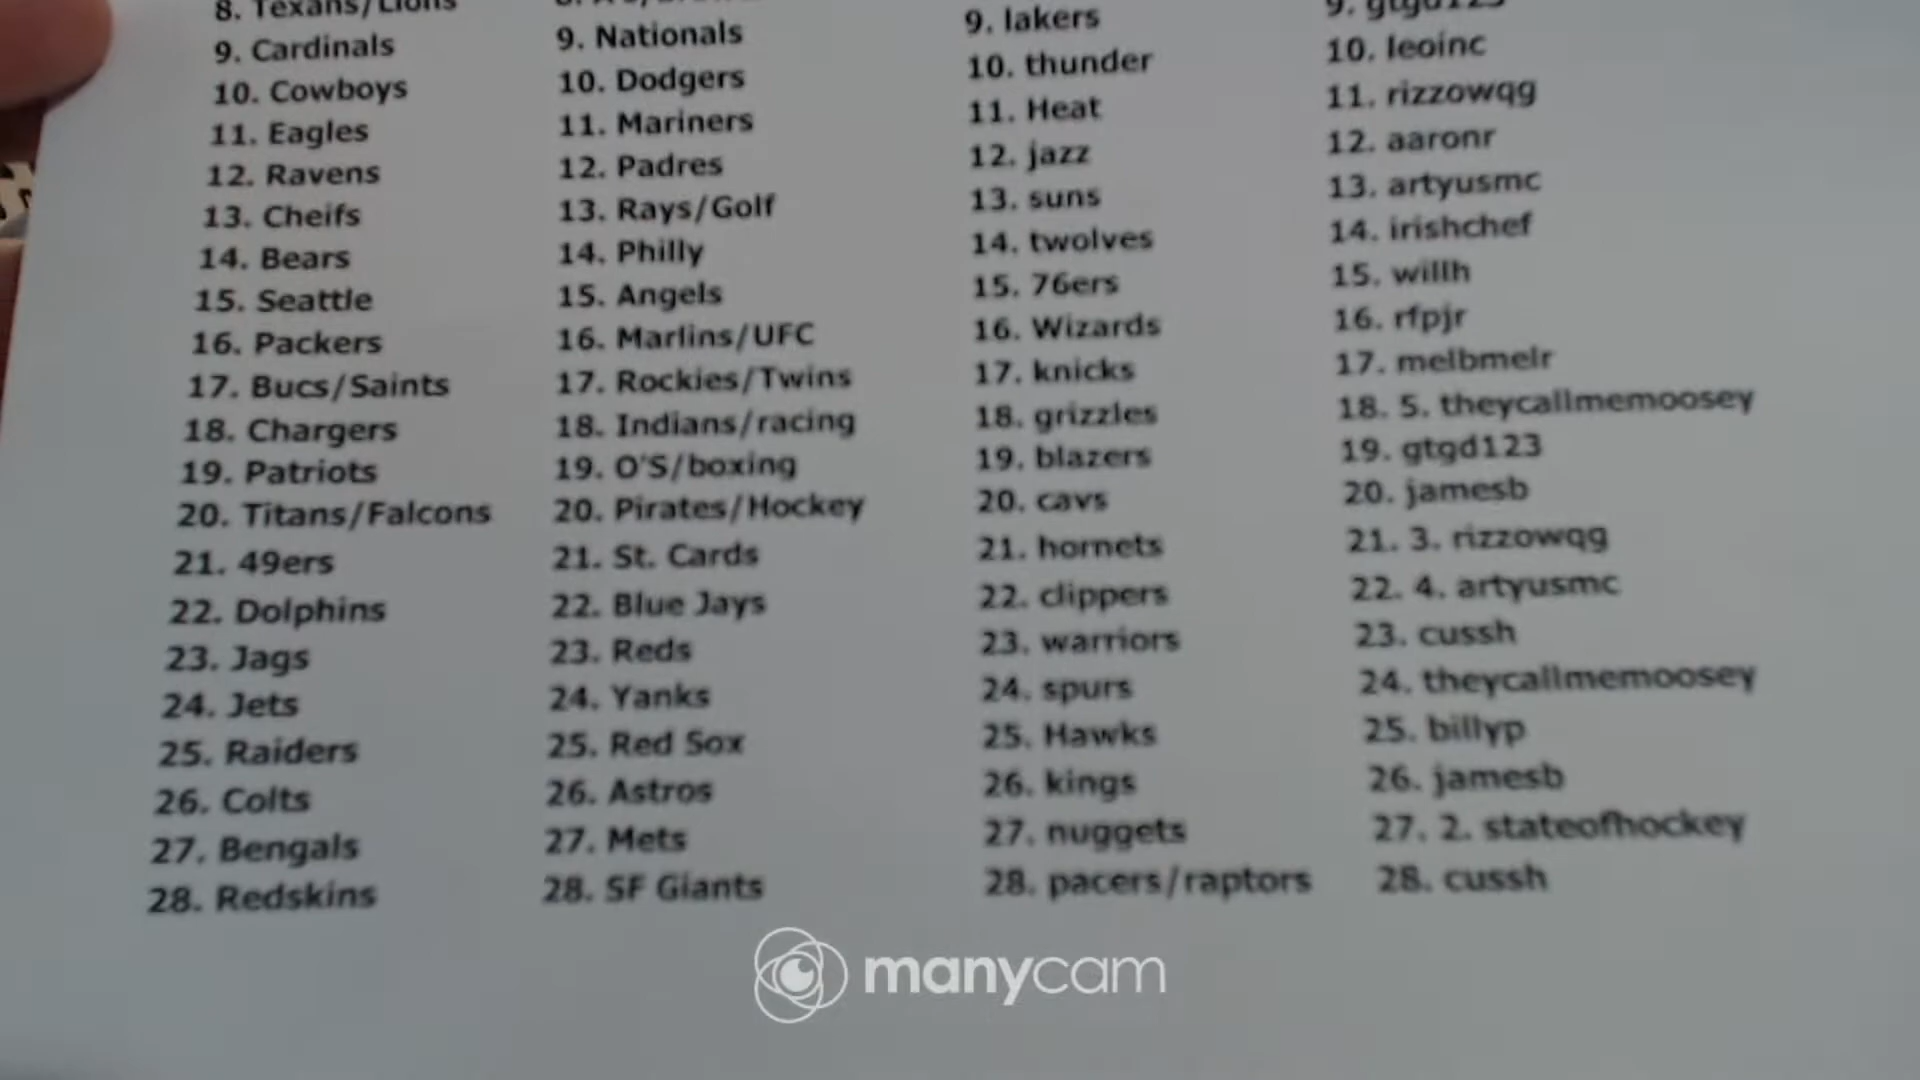 8. Texans/Lions
9. Cardinals
10. Cowboys
11. Eagles
12. Ravens
13. Cheifs
14. Bears
15. Seattle
16. Packers
17. Bucs/Saints
18. Chargers
19. Patriots
20. Titans/Falcons
21. 49ers
22. Dolphins
23. Jags
24. Jets
25. Raiders
26. Colts
27. Bengals
28. Redskins
9. Nationals
10. Dodgers
11. Mariners
12. Padres
13. Rays/Golf
14. Philly
15. Angels
16. Marlins/UFC
17. Rockies/Twins
18. Indians/racing
19. O'S/boxing
20. Pirates/Hockey
21. St. Cards
22. Blue Jays
23. Reds
24. Yanks
25. Red Sox
26. Astros
27. Mets
28. SF Giants
9. lakers
10. thunder
11. Heat
12. jazz
13. suns
14. twolves
15. 76ers
16. Wizards
17. knicks
18. grizzles
19. blazers
20. cavs
21. hornets
22. clippers
23. warriors
24. spurs
25. Hawks
26. kings
27. nuggets
28. pacers/raptors
9. gtgd123
10. leoinc
11. rizzowqg
12. aaronr
13. artyusmc
14. irishchef
15. willh
16. rfpjr
17. melbmelr
18. 5. theycallmemoosey
19. gtgd123
20. jamesb
21. 3. rizzowqg
22. 4. artyusmc
23. cussh
24. theycallmemoosey
25. billyp
26. jamesb
27. 2. stateofhockey
28. cussh
manycam